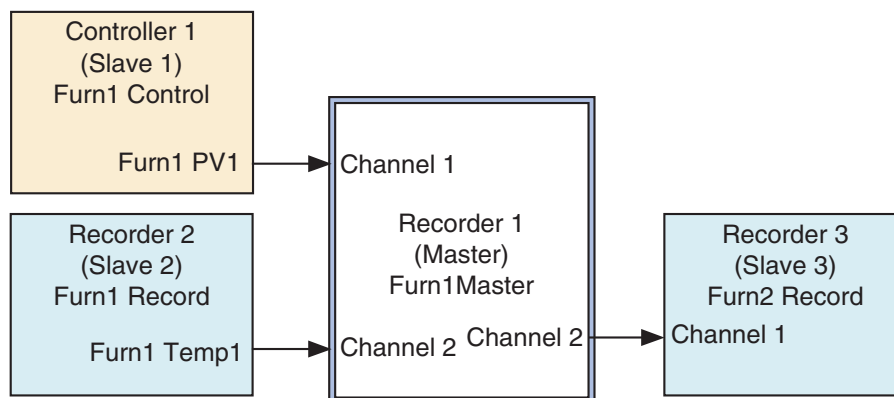 Controller 1
(Slave 1)
Furn1 Control
Furn1 PV1
Recorder 2
(Slave 2)
Furn1 Record
Furn1 Temp1
Channel 1
Recorder 1
(Master)
Furn1Master
Channel 2
Channel 2
Recorder 3
(Slave 3)
Furn2 Record
Channel 1